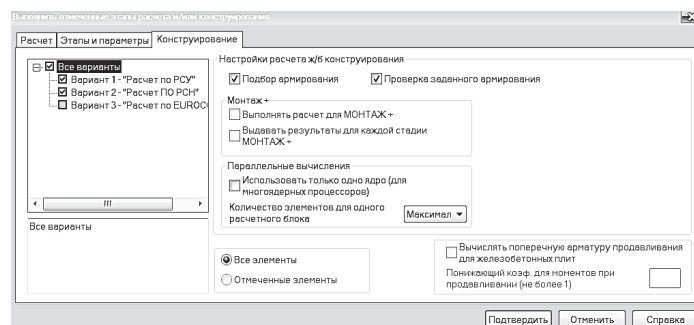 Выполнить отмеченные этапы расчета и/или конструирования
Расчет Этапы и параметры Конструирование
Все варианты
Вариант 1 - "Расчет по РСУ"
Вариант 2 - "Расчет ПО РСН"
Вариант 3 - "Расчет по EUROC
Все варианты
Настройки расчета ж/б конструирования
Подбор армирования Проверка заданного армирования
Монтаж +
Выполнять расчет для МОНТАЖ +
Выдавать результаты для каждой стадии
МОНТАЖ +
Параллельные вычисления
Использовать только одно ядро (для
многоядерных процессоров)
Количество элементов для одного
расчетного блока
Максимал
Все элементы
Отмеченные элементы
Вычислять поперечную арматуру продавливания
для железобетонных плит
Понижающий коэф. для моментов при
продавливании (не более 1)
Подтвердить Отменить Справка